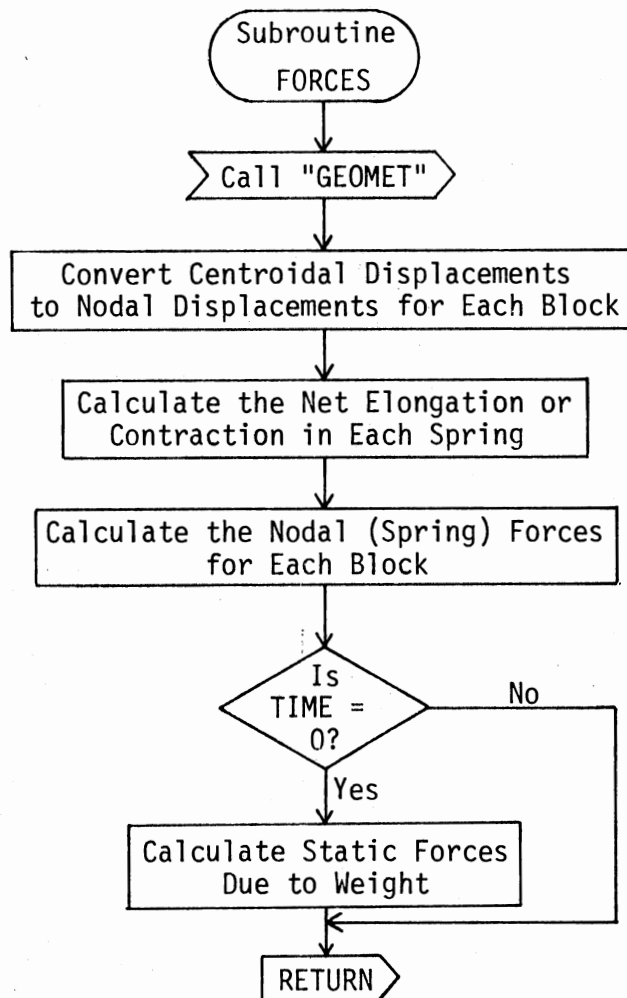 Subroutine
FORCES
Call "GEOMET"
Convert Centroidal Displacements
to Nodal Displacements for Each Block
Calculate the Net Elongation or
Contraction in Each Spring
Calculate the Nodal (Spring) Forces
for Each Block
Is
TIME =
0?
No
Yes
Calculate Static Forces
Due to Weight
RETURN